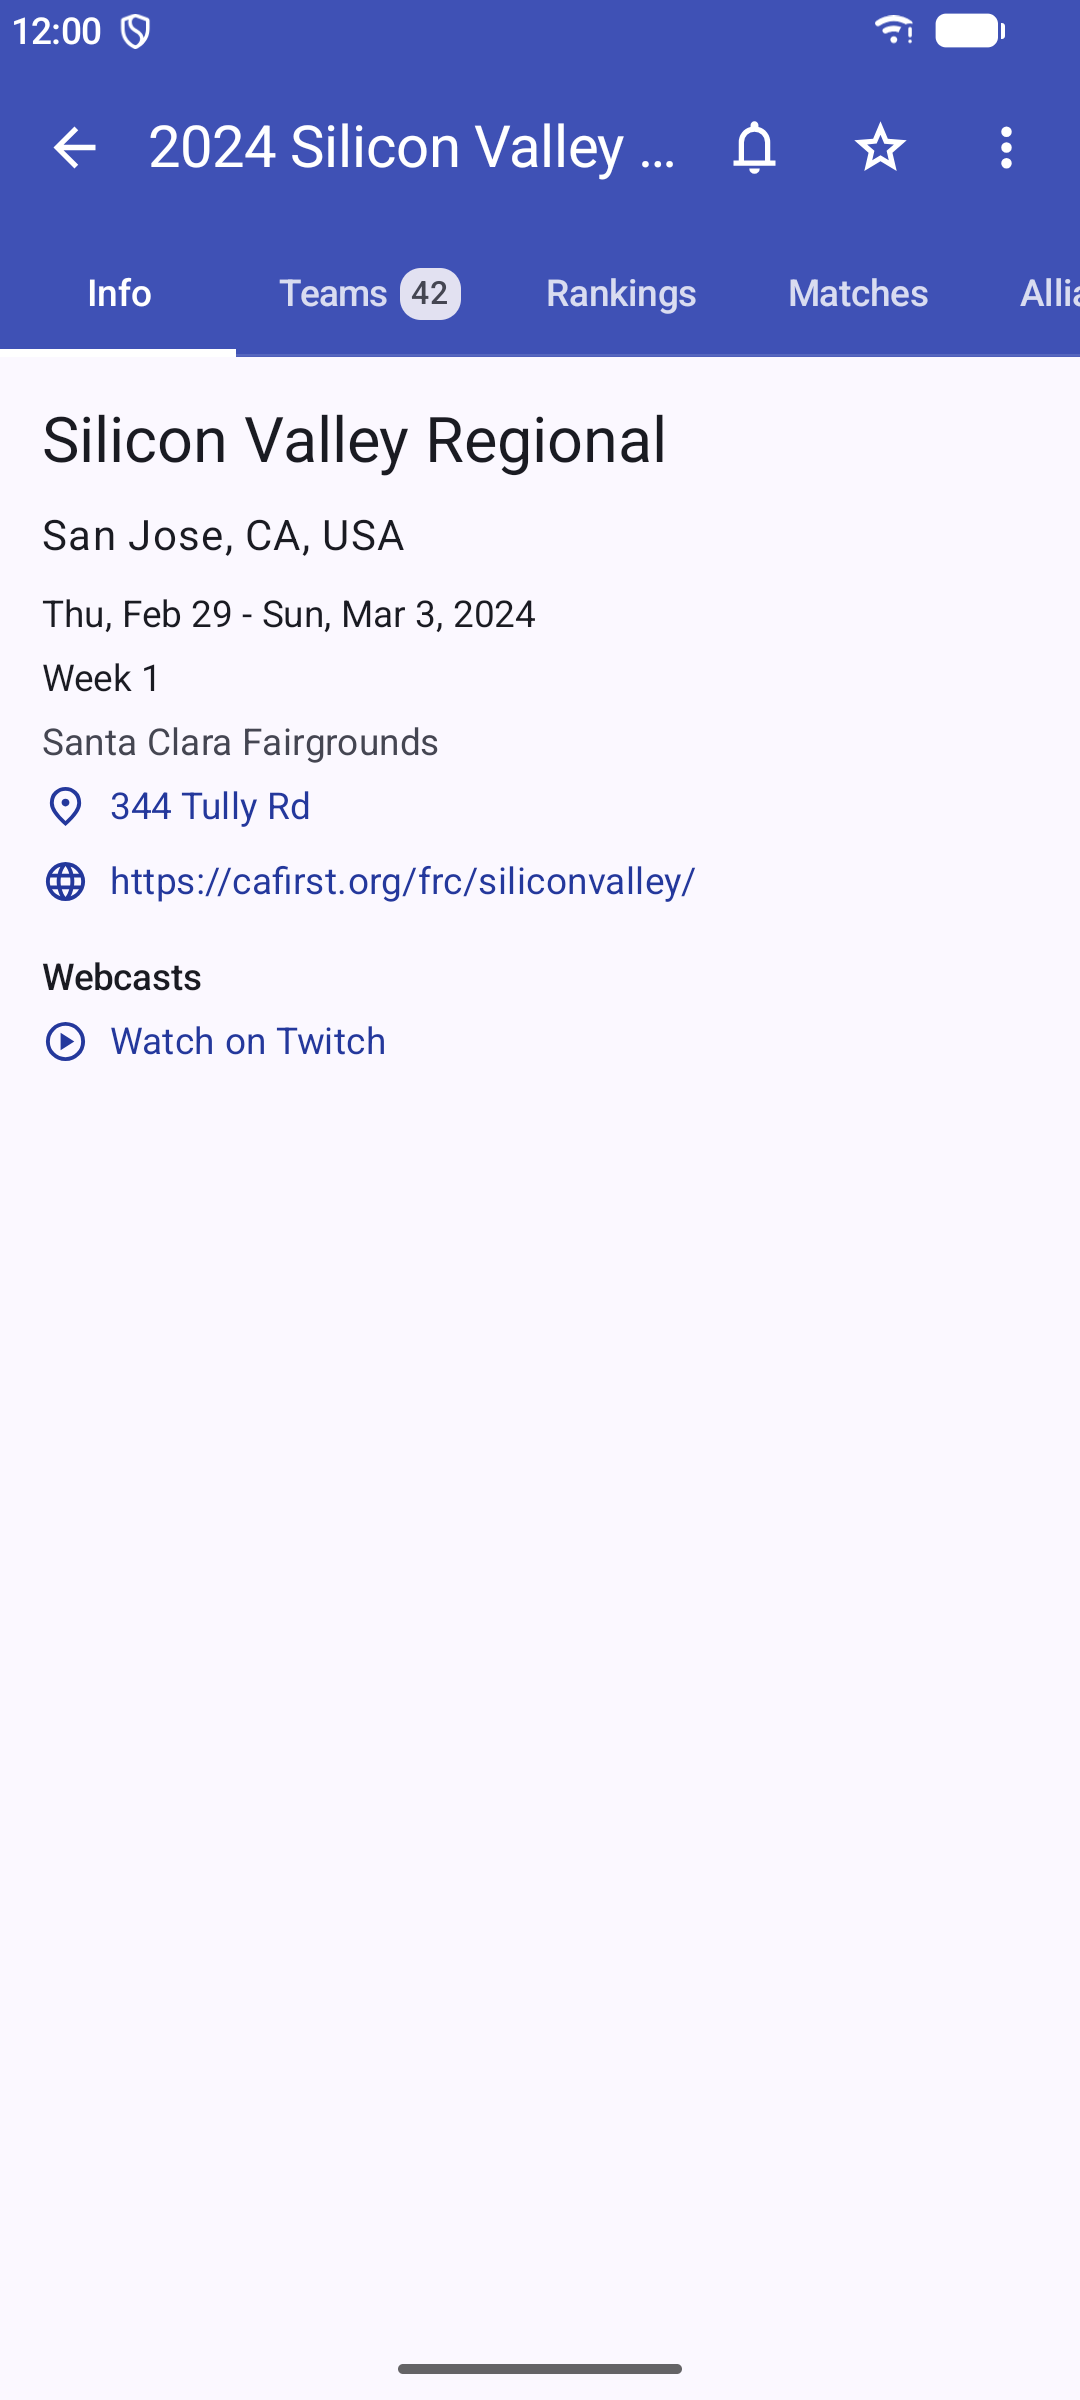 12:00
2024 Silicon Valley ...
Info
Teams 42
Rankings
Matches
Allia
Silicon Valley Regional
San Jose, CA, USA
Thu, Feb 29 - Sun, Mar 3, 2024
Week 1
Santa Clara Fairgrounds
344 Tully Rd
https://cafirst.org/frc/siliconvalley/
Webcasts
Watch on Twitch